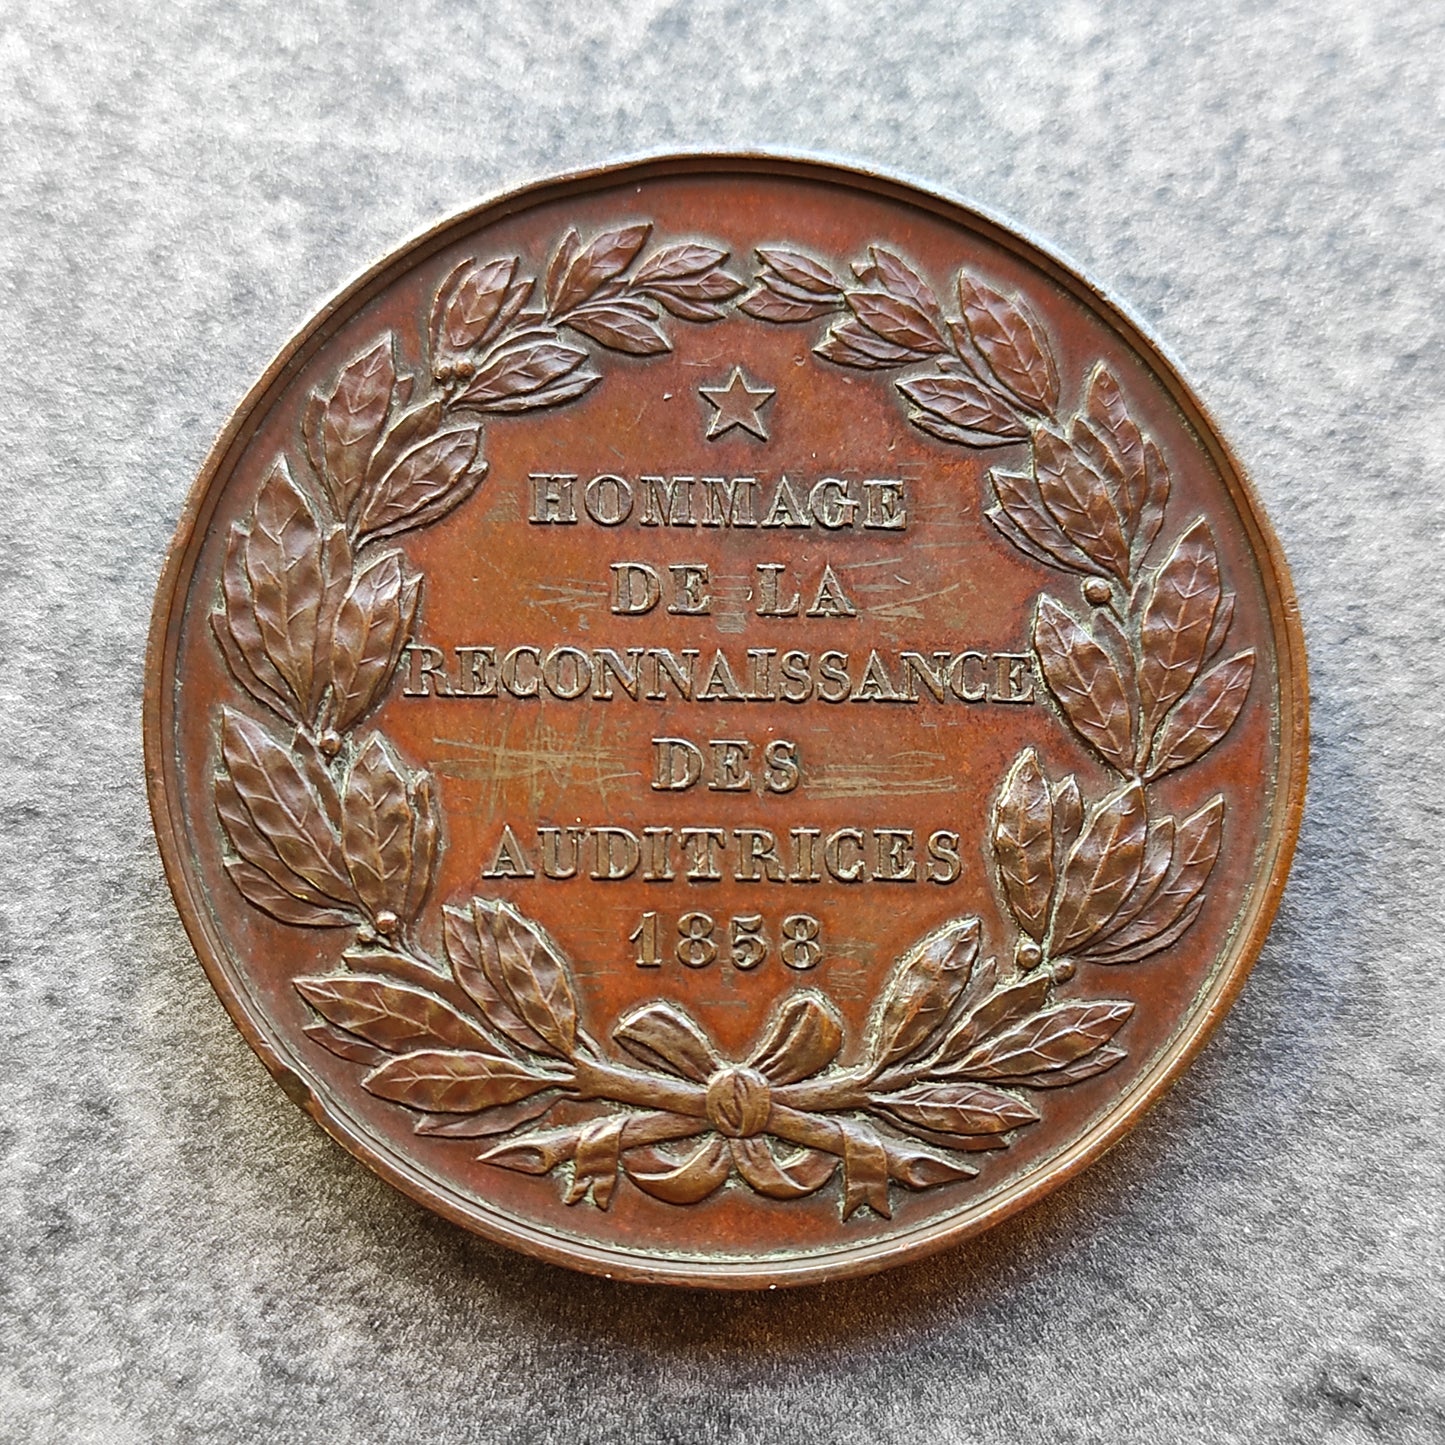 HOMMAGE
DE LA
RECONNAISSANCE
DES
AUDITRICES
1858